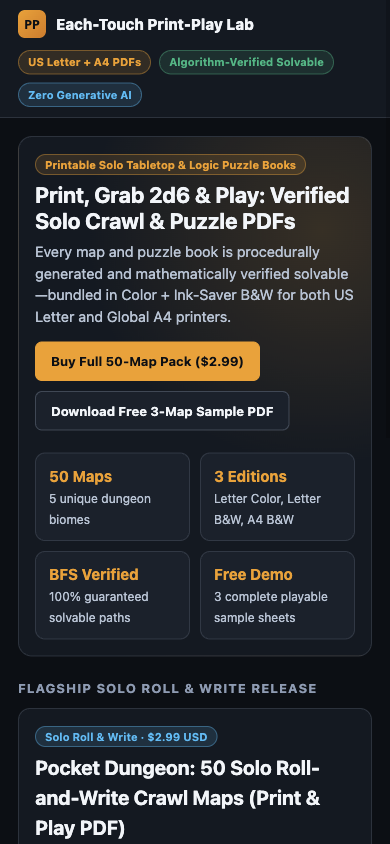 PP Each-Touch Print-Play Lab
US Letter + A4 PDFs Algorithm-Verified Solvable
Zero Generative AI
Printable Solo Tabletop & Logic Puzzle Books
Print, Grab 2d6 & Play: Verified
Solo Crawl & Puzzle PDFs
Every map and puzzle book is procedurally
generated and mathematically verified solvable
—bundled in Color + Ink-Saver B&W for both US
Letter and Global A4 printers.
Buy Full 50-Map Pack ($2.99)
Download Free 3-Map Sample PDF
50 Maps
5 unique dungeon
biomes
3 Editions
Letter Color, Letter
B&W, A4 B&W
BFS Verified
100% guaranteed
solvable paths
Free Demo
3 complete playable
sample sheets
FLAGSHIP SOLO ROLL & WRITE RELEASE
Solo Roll & Write · $2.99 USD
Pocket Dungeon: 50 Solo Roll-
and-Write Crawl Maps (Print &
Play PDF)